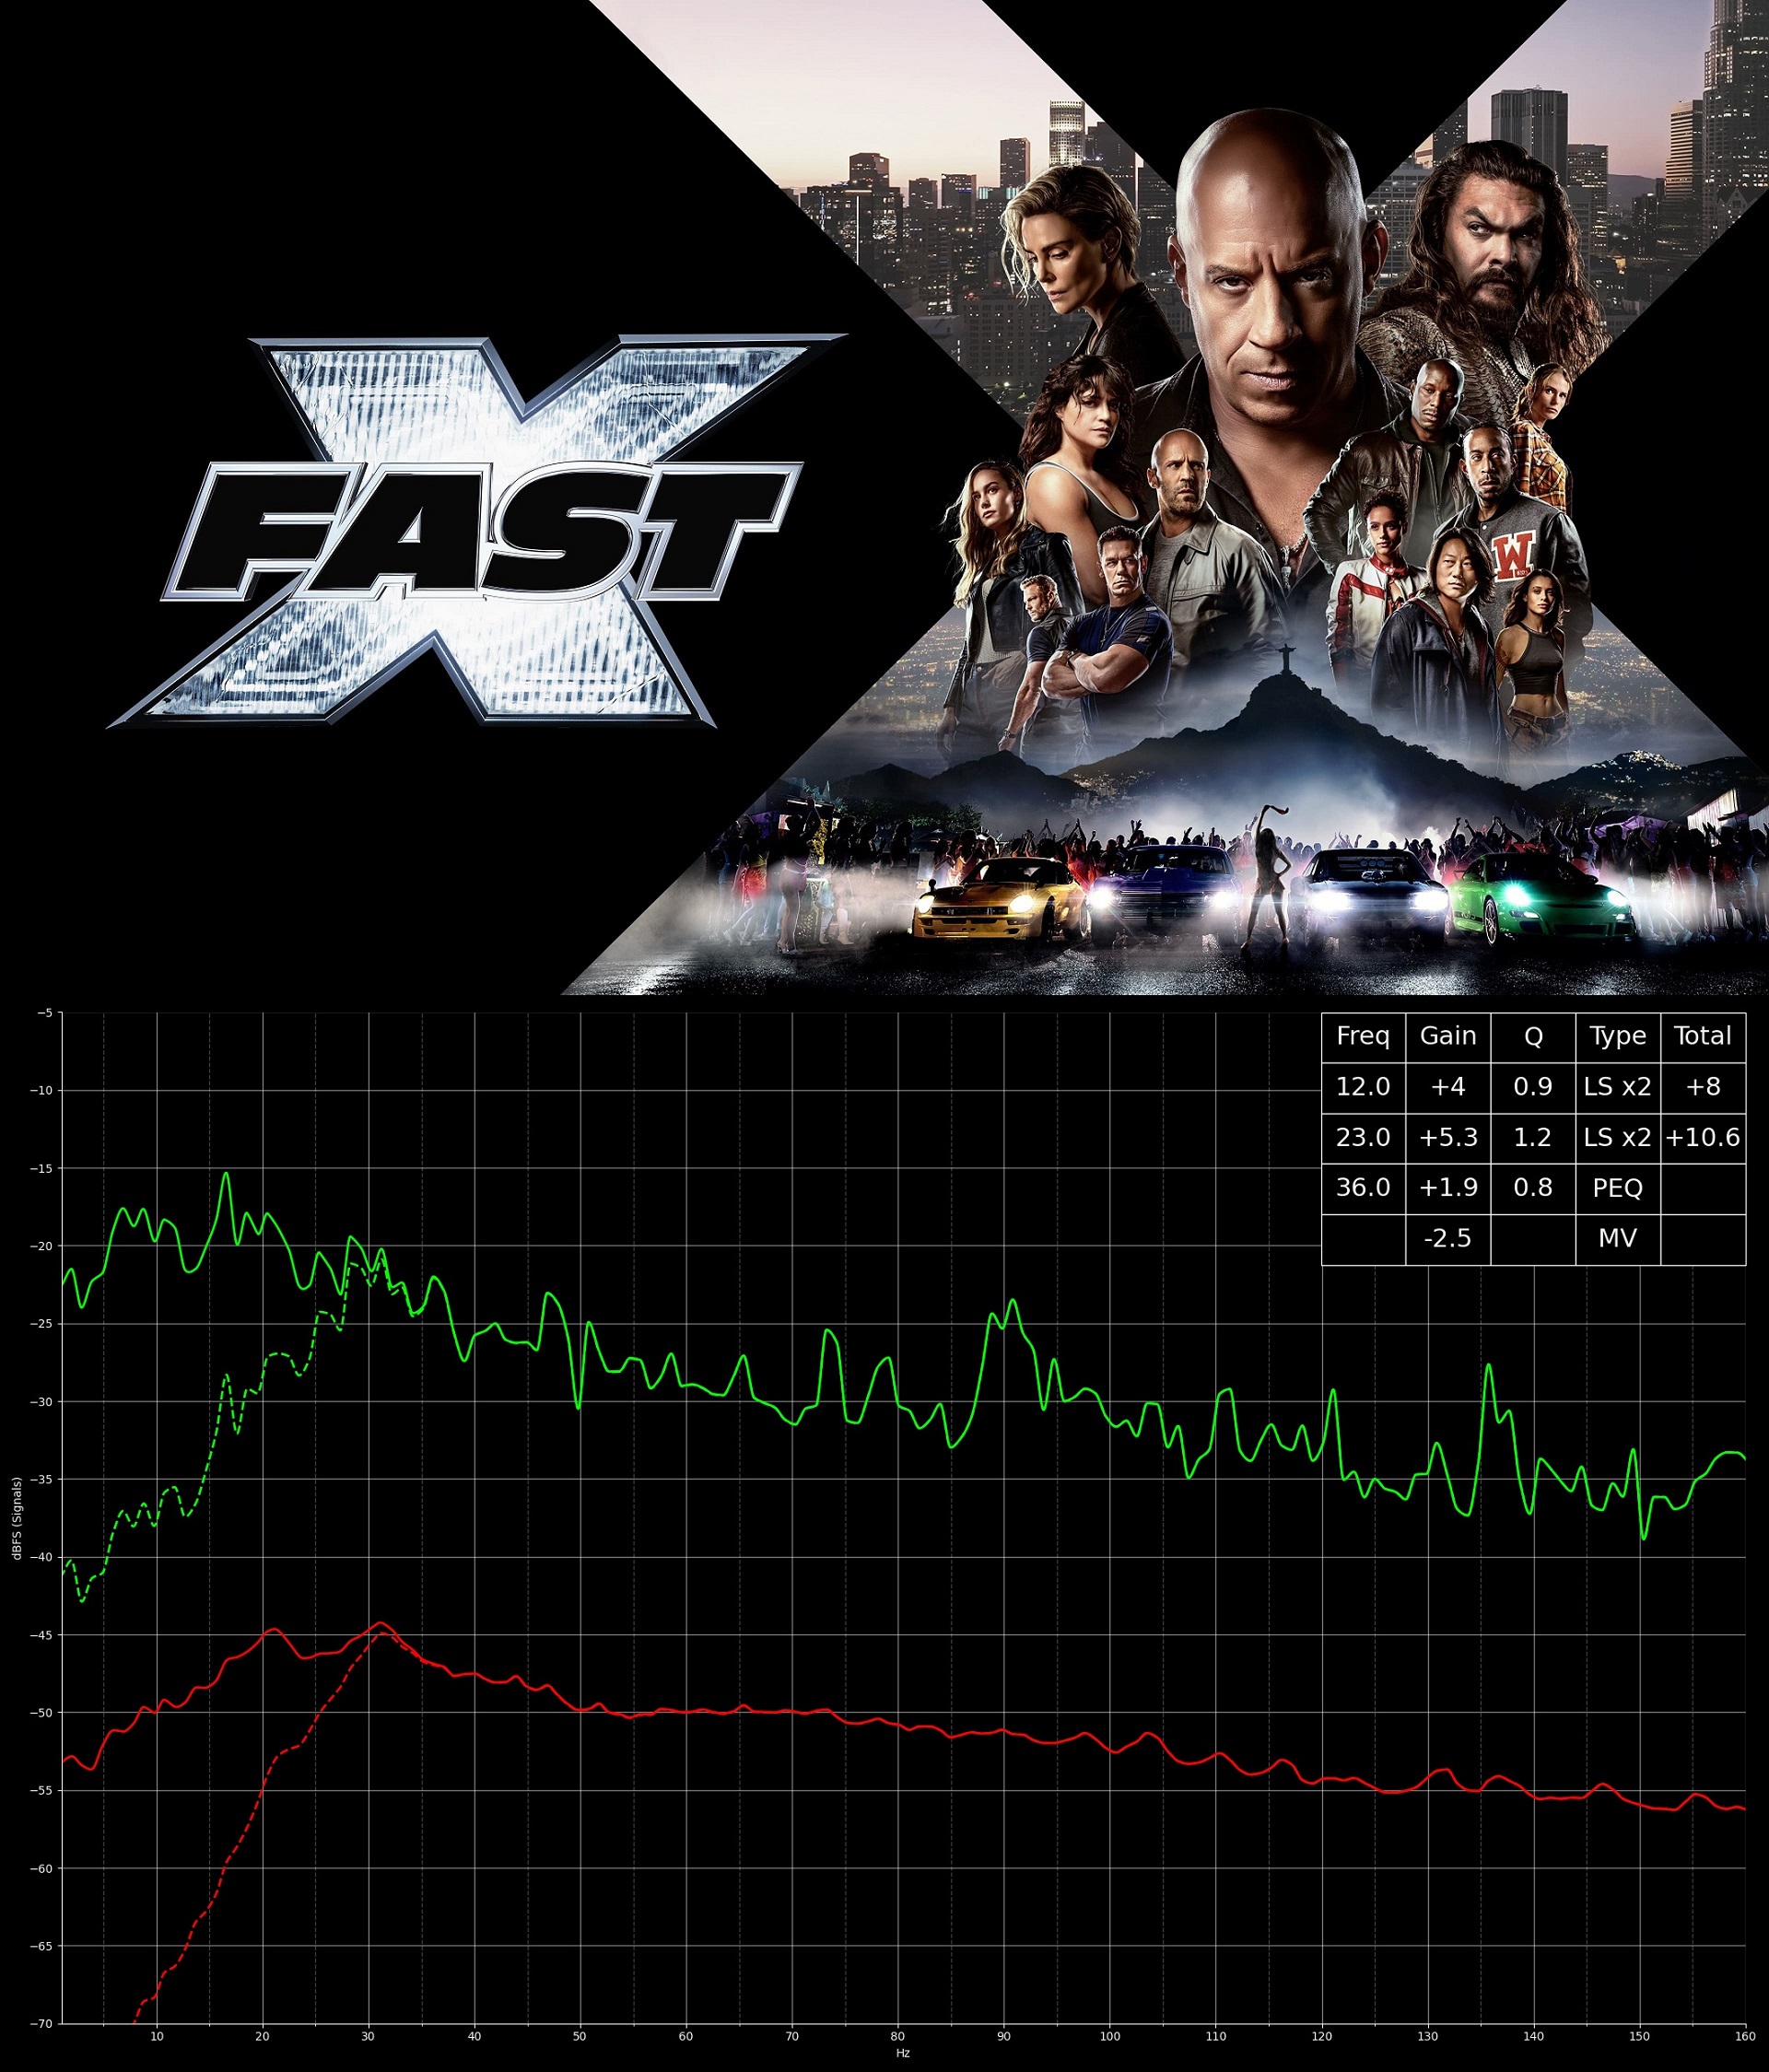 FAST
X
W
−5
−10
−15
−20
−25
−30
−35
−40
−45
−50
−55
−60
−65
−70
dBFS (Signals)
Freq Gain Q Type Total
12.0 +4 0.9 LS x2 +8
23.0 +5.3 1.2 LS x2 +10.6
36.0 +1.9 0.8 PEQ
-2.5 MV
10 20 30 40 50 60 70 80 90 100 110 120 130 140 150 160
Hz